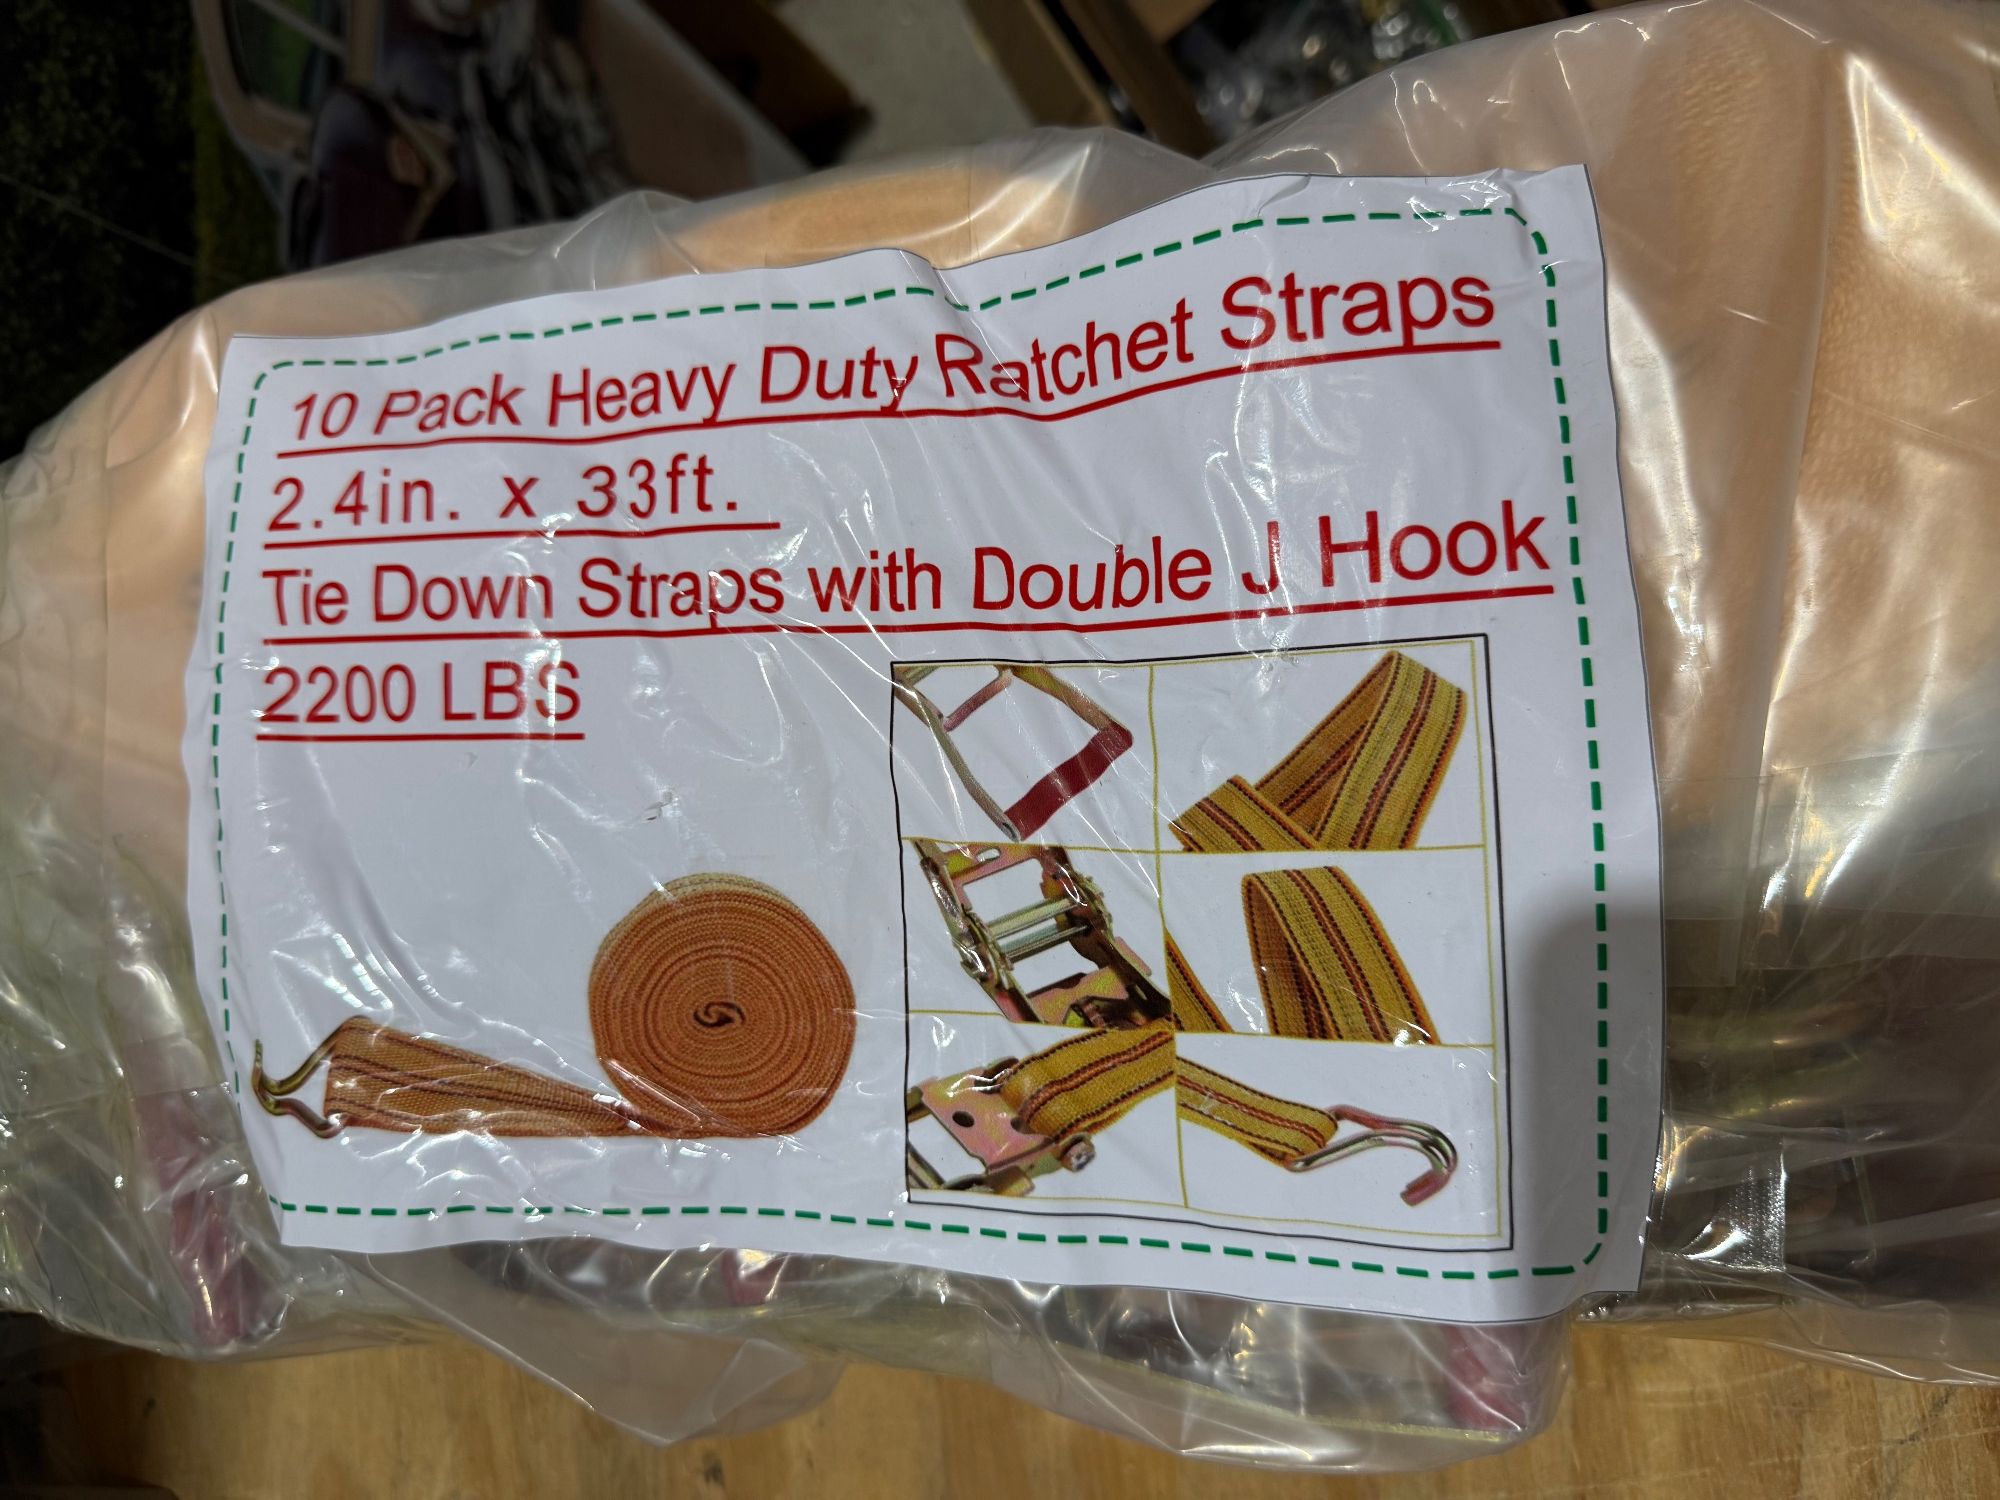 10 Pack Heavy Duty Ratchet Straps
2.4in. x 33ft.
Tie Down Straps with Double J Hook
2200 LBS